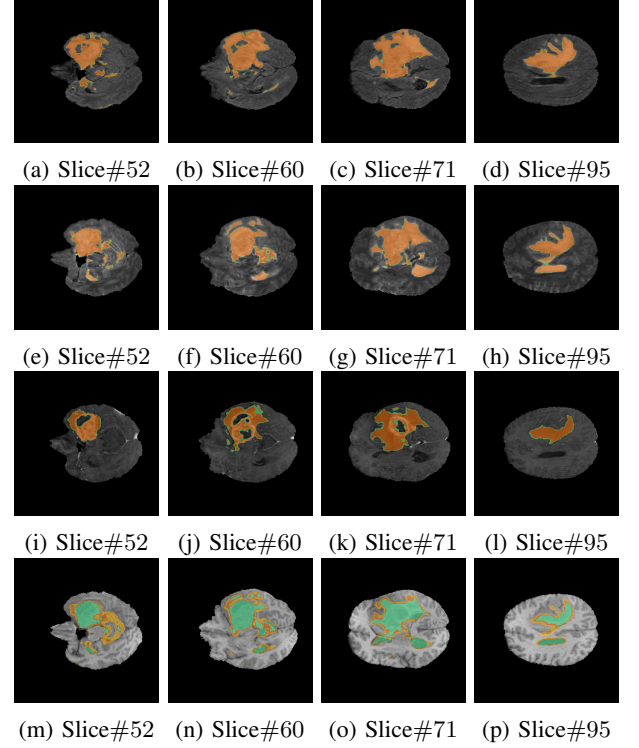 (a) Slice#52 (b) Slice#60 (c) Slice#71 (d) Slice#95
(e) Slice#52 (f) Slice#60 (g) Slice#71 (h) Slice#95
(i) Slice#52 (j) Slice#60 (k) Slice#71 (l) Slice#95
(m) Slice#52 (n) Slice#60 (o) Slice#71 (p) Slice#95